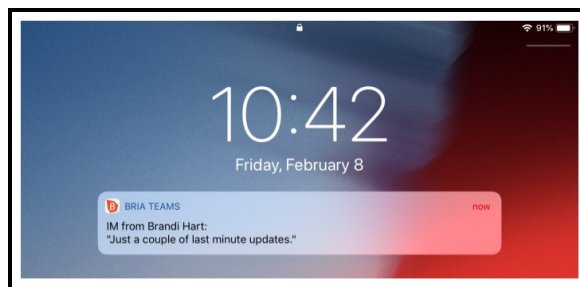 91%
10:42
Friday, February 8
BRIA TEAMS now
IM from Brandi Hart:
"Just a couple of last minute updates."